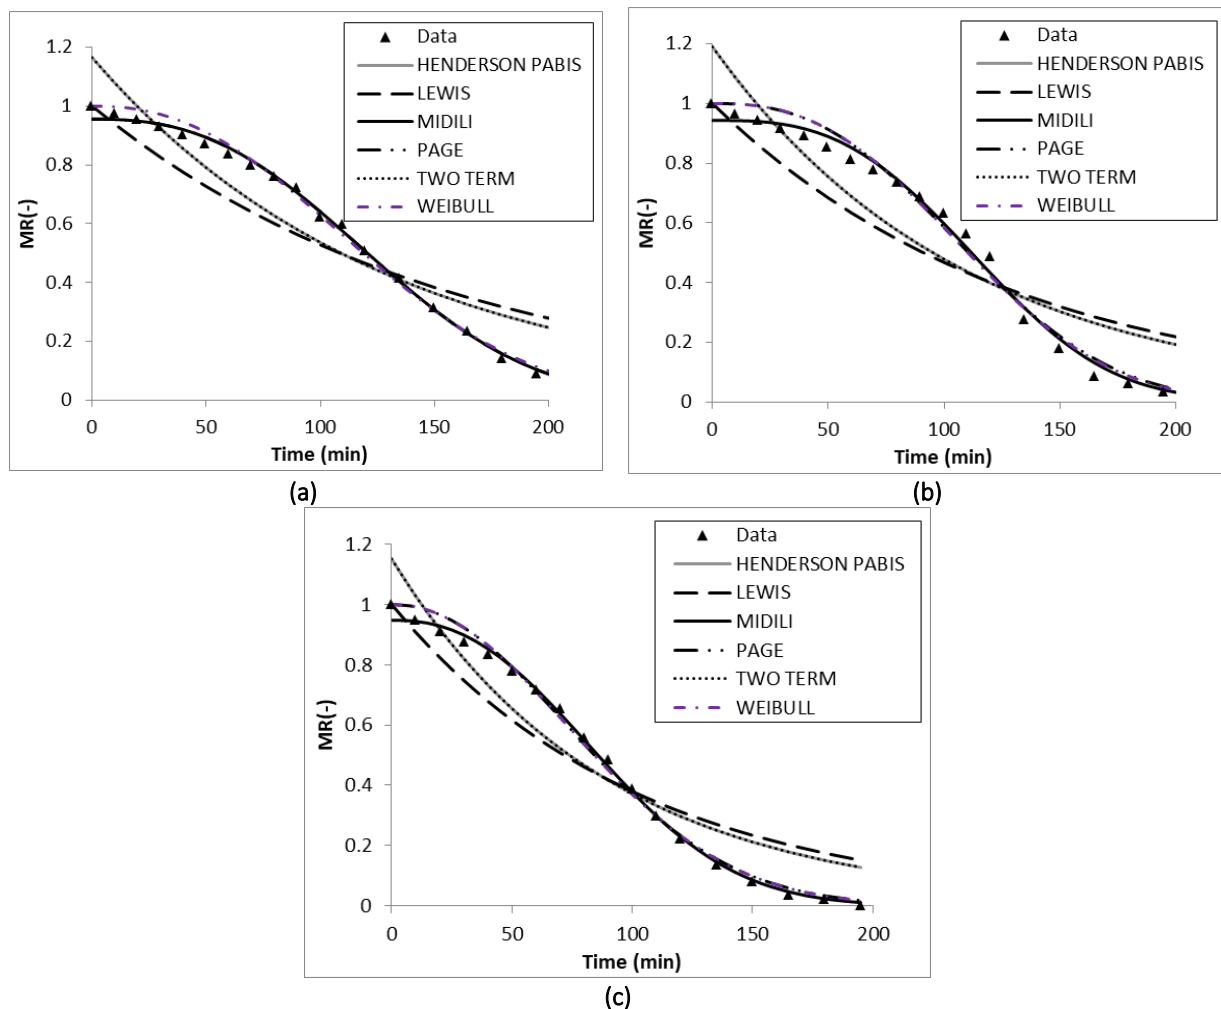 Data
HENDERSON PABIS
LEWIS
MIDILI
PAGE
TWO TERM
WEIBULL
1.2
1
0.8
0.6
0.4
0.2
0
MR(-)
0 50 100 150 200
Time (min)
(a)
Data
HENDERSON PABIS
LEWIS
MIDILI
PAGE
TWO TERM
WEIBULL
1.2
1
0.8
0.6
0.4
0.2
0
MR(-)
0 50 100 150 200
Time (min)
(b)
Data
HENDERSON PABIS
LEWIS
MIDILI
PAGE
TWO TERM
WEIBULL
1.2
1
0.8
0.6
0.4
0.2
0
MR(-)
0 50 100 150 200
Time (min)
(c)